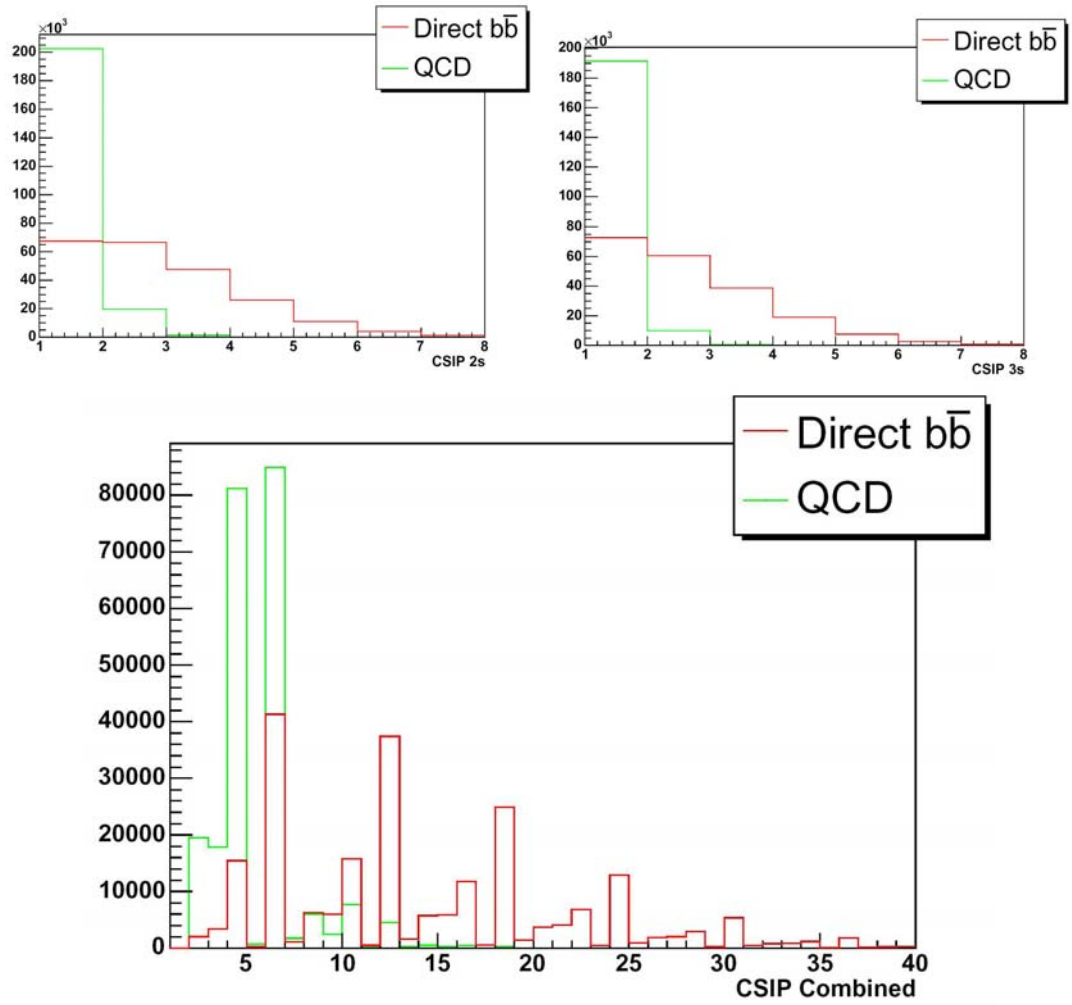 ×10³
200
180
160
140
120
100
80
60
40
20
0
1 2 3 4 5 6 7 8
CSIP 2s
Direct bb̅
QCD
×10³
200
180
160
140
120
100
80
60
40
20
0
1 2 3 4 5 6 7 8
CSIP 3s
Direct bb̅
QCD
Direct bb̅
QCD
80000
70000
60000
50000
40000
30000
20000
10000
0
5 10 15 20 25 30 35 40
CSIP Combined